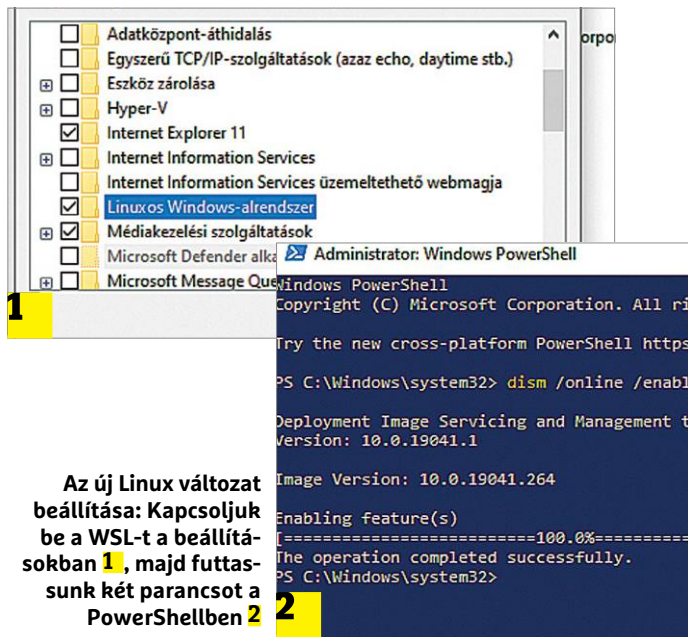 Adatközpont-áthidalás
Egyszerű TCP/IP-szolgáltatások (azaz echo, daytime stb.)
Eszköz zárolása
Hyper-V
Internet Explorer 11
Internet Information Services
Internet Information Services üzemeltethető webmagja
Linuxos Windows-alrendszer
Médiakezelési szolgáltatások
Microsoft Defender alka
Microsoft Message Que
orpo
1
Administrator: Windows PowerShell
Windows PowerShell
Copyright (C) Microsoft Corporation. All ri
Try the new cross-platform PowerShell https
PS C:\Windows\system32> dism /online /enabl
Deployment Image Servicing and Management t
Version: 10.0.19041.1
Image Version: 10.0.19041.264
Enabling feature(s)
[==========================100.0%==========
The operation completed successfully.
PS C:\Windows\system32>
2
Az új Linux változat
beállítása: Kapcsoljuk
be a WSL-t a beállítá-
sokban 1, majd futtas-
sunk két parancsot a
PowerShellben 2